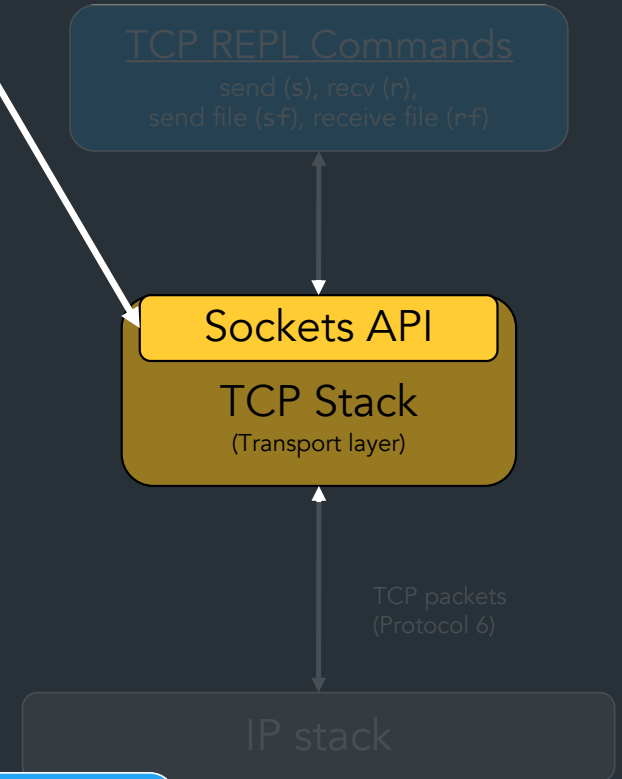 TCP REPL Commands
send (s), recv (r),
send file (sf), receive file (rf)
Sockets API
TCP Stack
(Transport layer)
TCP packets
(Protocol 6)
IP stack